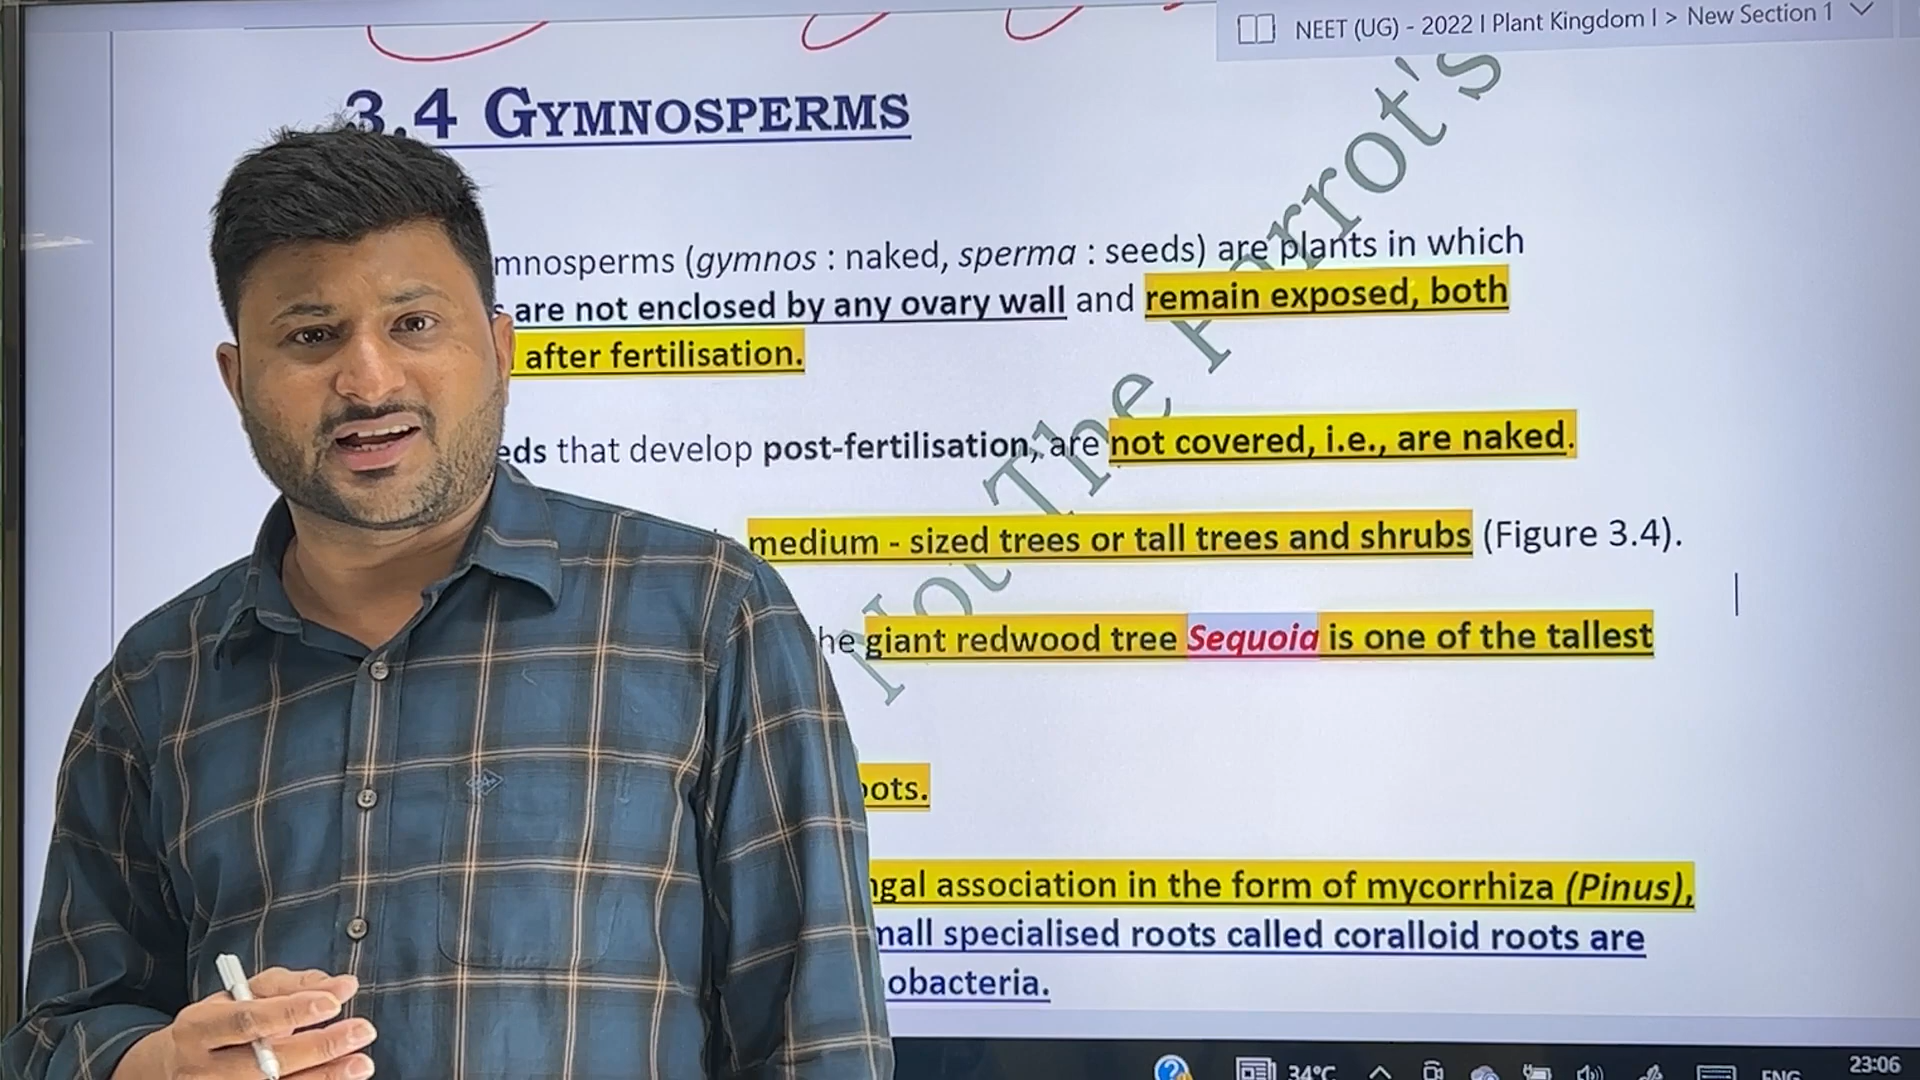 NEET (UG) - 2022 I Plant Kingdom I > New Section 1
3.4 GYMNOSPERMS
mnosperms (gymnos : naked, sperma : seeds) are plants in which
are not enclosed by any ovary wall and remain exposed, both
after fertilisation.
eds that develop post-fertilisation, are not covered, i.e., are naked.
medium - sized trees or tall trees and shrubs (Figure 3.4).
he giant redwood tree Sequoia is one of the tallest
oots.
ngal association in the form of mycorrhiza (Pinus),
mall specialised roots called coralloid roots are
obacteria.
Not The Parrot's
34°C
ENG
23:06